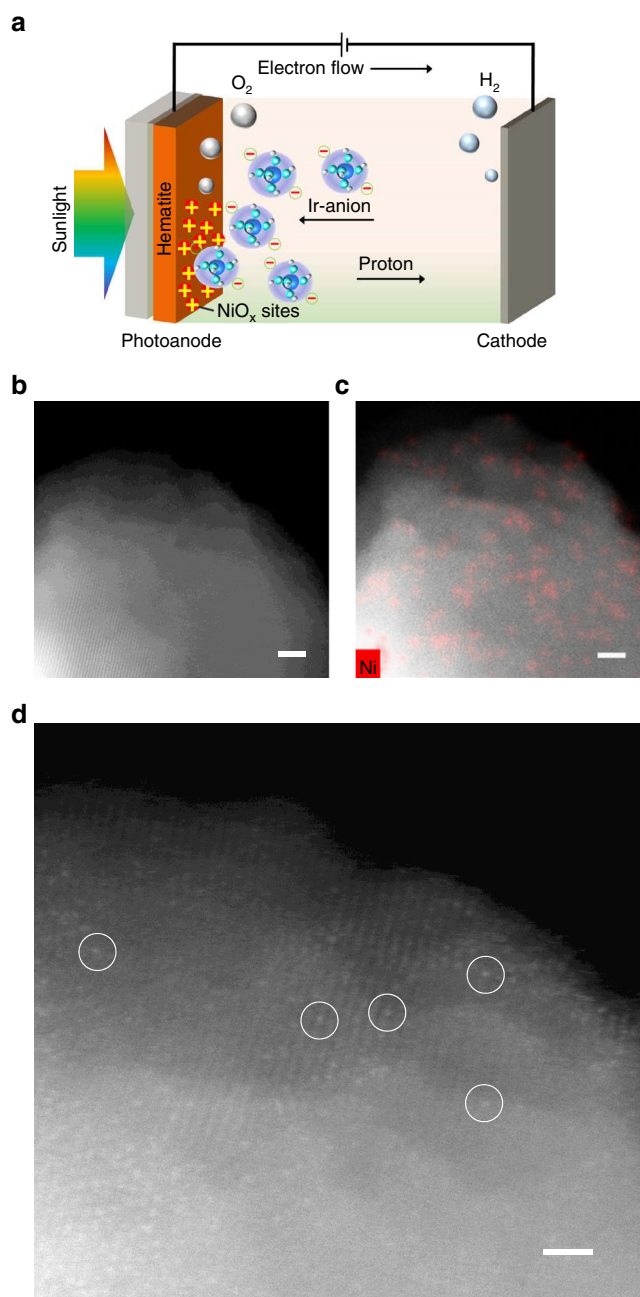 a
Electron flow
O2
H2
Sunlight
Hematite
Ir-anion
Proton
NiOx sites
Photoanode
Cathode
b
c
Ni
d